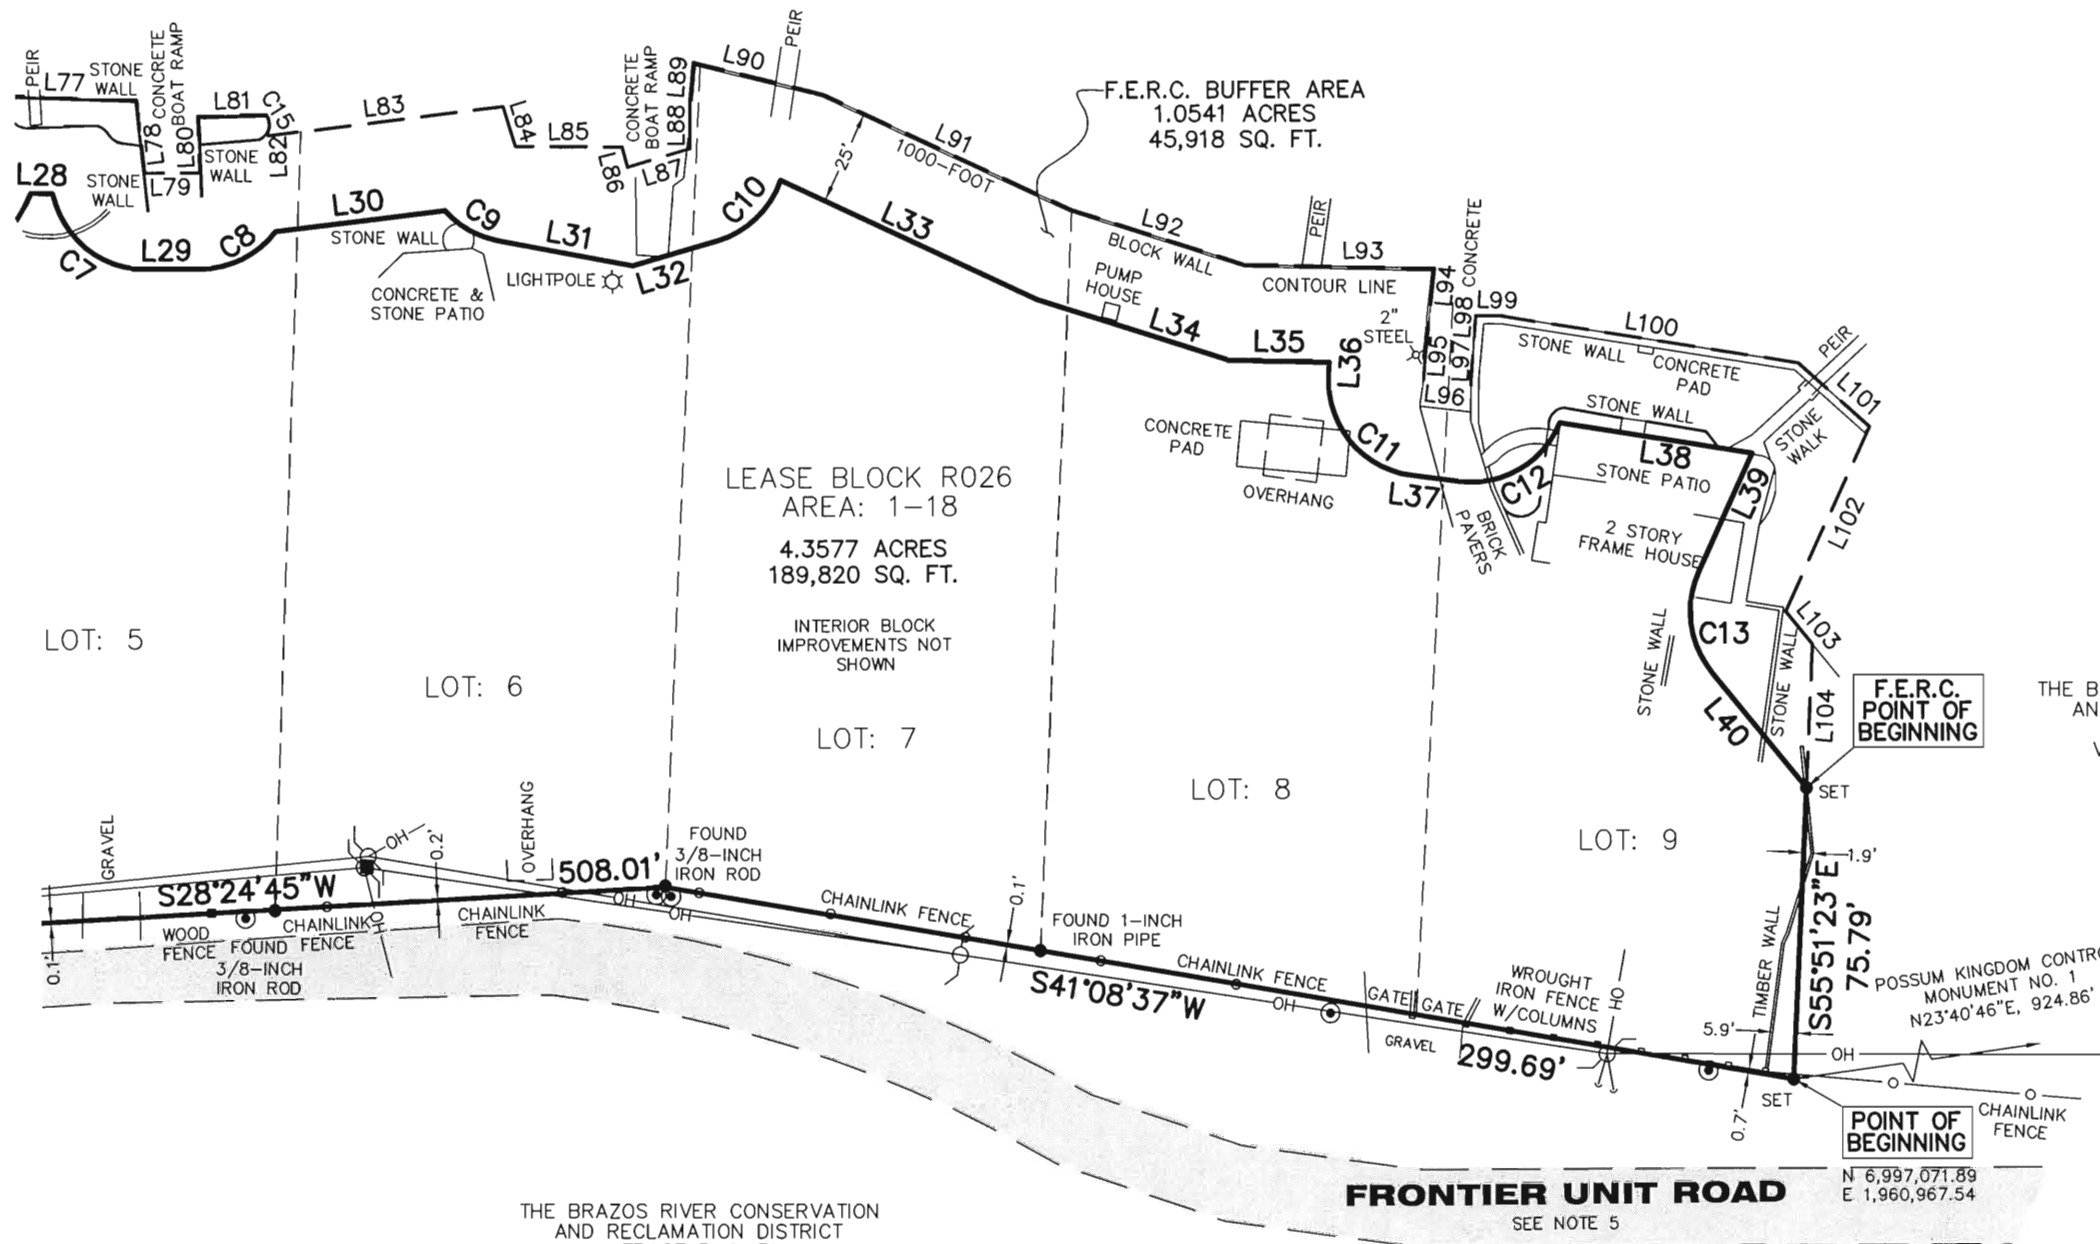 PEIR
L77
STONE
WALL
CONCRETE
BOAT RAMP
L78
L80
L79
L81
C15
L82
STONE
WALL
L83
L84
L85
L86
CONCRETE
BOAT RAMP
L87
L88
L89
L90
PEIR
L91
1000-FOOT
25'
F.E.R.C. BUFFER AREA
1.0541 ACRES
45,918 SQ. FT.
L28
STONE
WALL
C7
L29
C8
L30
STONE WALL
C9
CONCRETE &
STONE PATIO
L31
LIGHTPOLE
L32
C10
L33
L92
BLOCK WALL
PUMP
HOUSE
L34
PEIR
L93
CONTOUR LINE
L35
L36
2"
STEEL
L94
L95
L96
L97
L98
CONCRETE
L99
L100
STONE WALL
CONCRETE
PAD
PEIR
L101
STONE WALL
STONE
WALK
L38
STONE PATIO
L39
L102
CONCRETE
PAD
OVERHANG
C11
L37
C12
BRICK
PAVERS
2 STORY
FRAME HOUSE
LEASE BLOCK R026
AREA: 1-18
4.3577 ACRES
189,820 SQ. FT.
INTERIOR BLOCK
IMPROVEMENTS NOT
SHOWN
LOT: 5
LOT: 6
LOT: 7
LOT: 8
LOT: 9
STONE WALL
C13
L103
STONE WALL
L40
L104
F.E.R.C.
POINT OF
BEGINNING
THE B
AN
SET
1.9'
GRAVEL
OH
0.2'
OVERHANG
S28°24'45"W
508.01'
FOUND
3/8-INCH
IRON ROD
WOOD
FENCE
FOUND
3/8-INCH
IRON ROD
CHAINLINK
FENCE
OH
CHAINLINK
FENCE
OH
OH
0.1'
CHAINLINK FENCE
0.1'
FOUND 1-INCH
IRON PIPE
S41°08'37"W
CHAINLINK FENCE
OH
GATE
GATE
GRAVEL
WROUGHT
IRON FENCE
W/COLUMNS
OH
299.69'
TIMBER WALL
5.9'
S55°51'23"E
75.79'
POSSUM KINGDOM CONTRO
MONUMENT NO. 1
N23°40'46"E, 924.86'
OH
SET
0.7'
POINT OF
BEGINNING
N 6,997,071.89
E 1,960,967.54
CHAINLINK
FENCE
FRONTIER UNIT ROAD
SEE NOTE 5
THE BRAZOS RIVER CONSERVATION
AND RECLAMATION DISTRICT